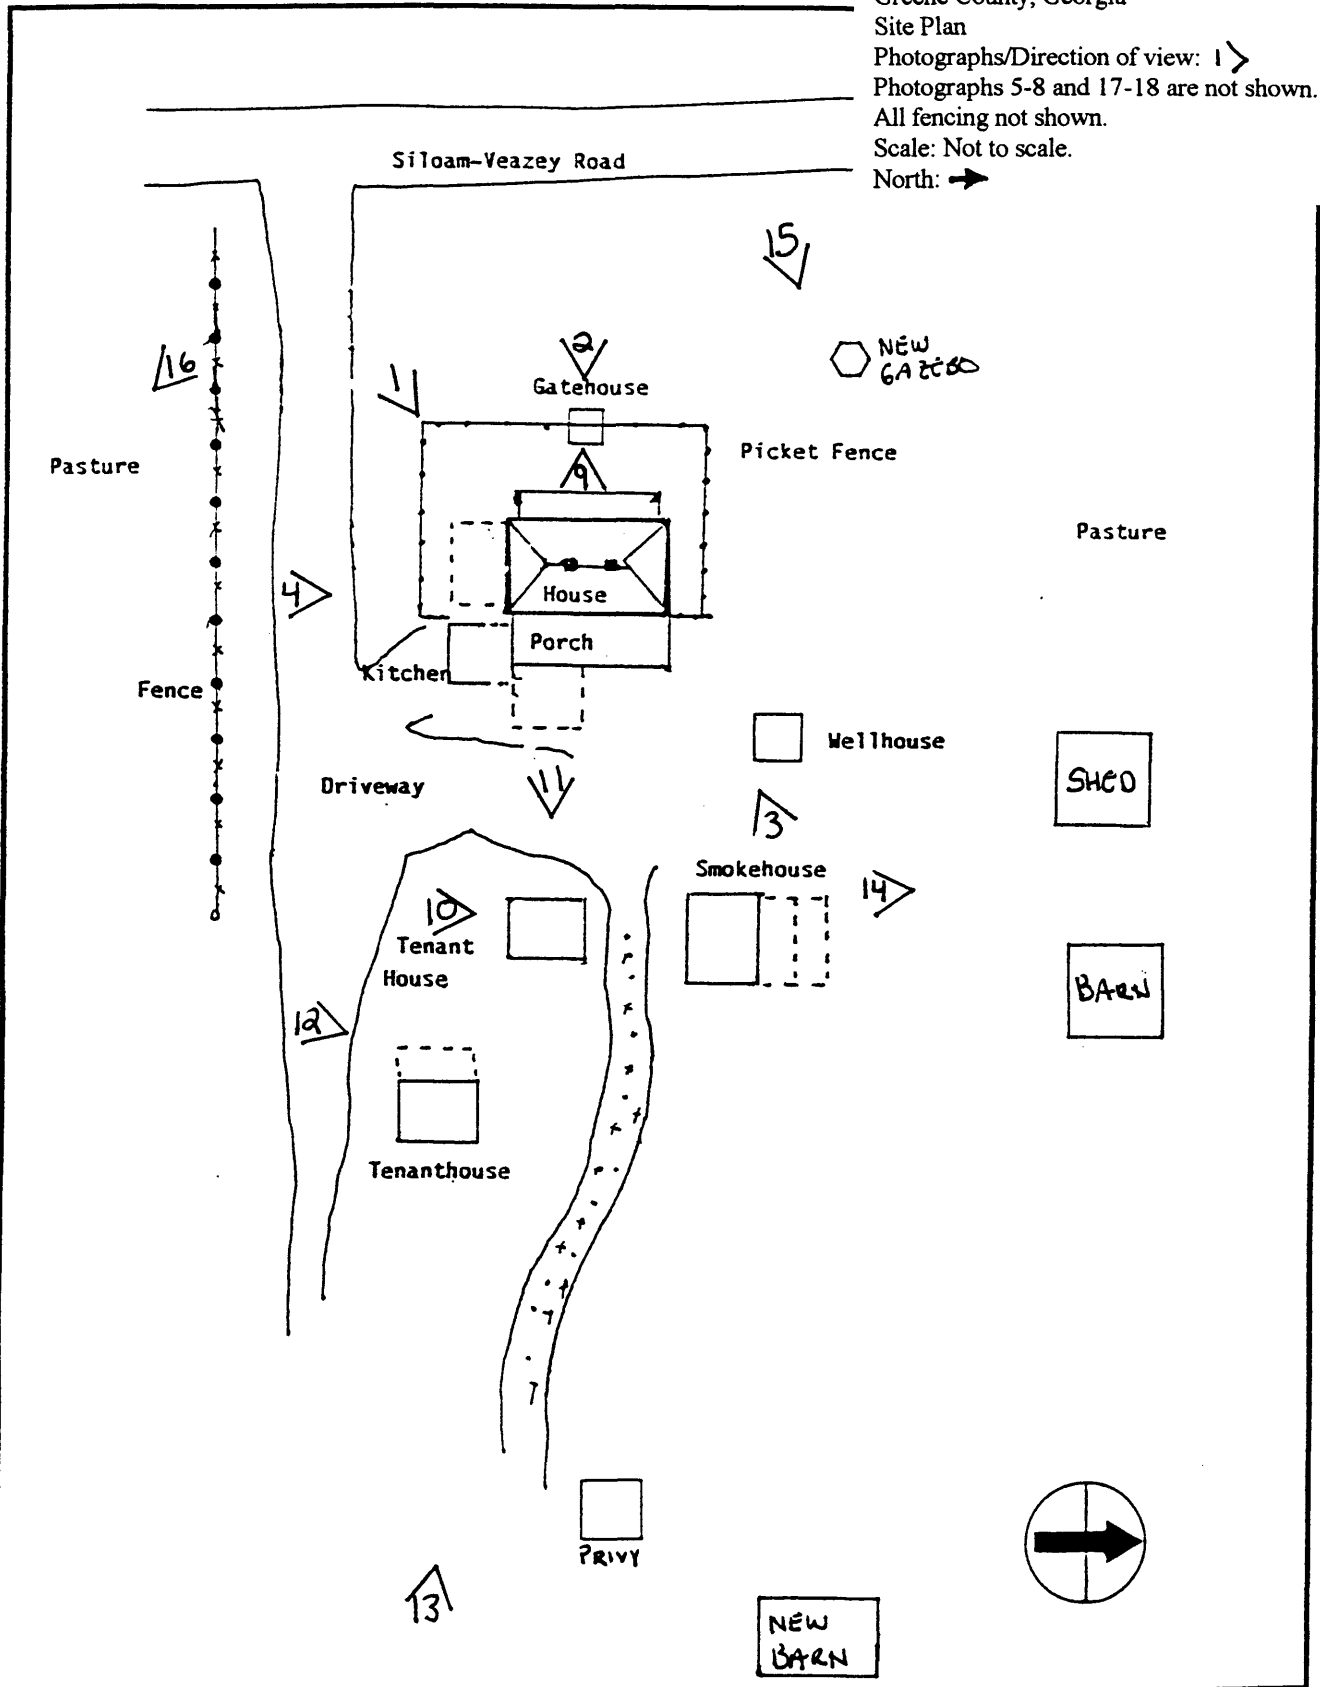 Greene County, Georgia
Site Plan
Photographs/Direction of view: 1 >
Photographs 5-8 and 17-18 are not shown.
All fencing not shown.
Scale: Not to scale.
North: →
Siloam-Veazey Road
15
2
NEW
GAZEBO
16
1
Gatehouse
Picket Fence
Pasture
9
Pasture
4
House
Porch
Kitchen
Fence
Wellhouse
SHED
Driveway
11
3
Smokehouse
14
10
Tenant
House
BARN
12
Tenanthouse
PRIVY
13
NEW
BARN